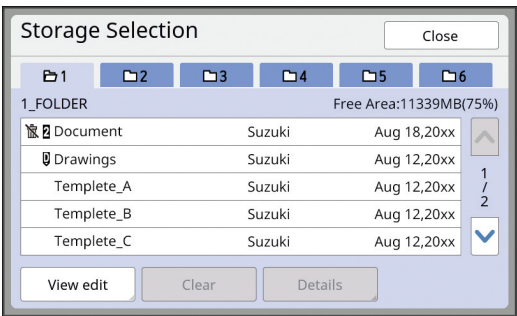 Storage Selection
Close
1 2 3 4 5 6
1_FOLDER Free Area:11339MB(75%)
2 Document Suzuki Aug 18,20xx
Drawings Suzuki Aug 12,20xx
Templete_A Suzuki Aug 12,20xx
Templete_B Suzuki Aug 12,20xx
Templete_C Suzuki Aug 12,20xx
1
/
2
View edit Clear Details